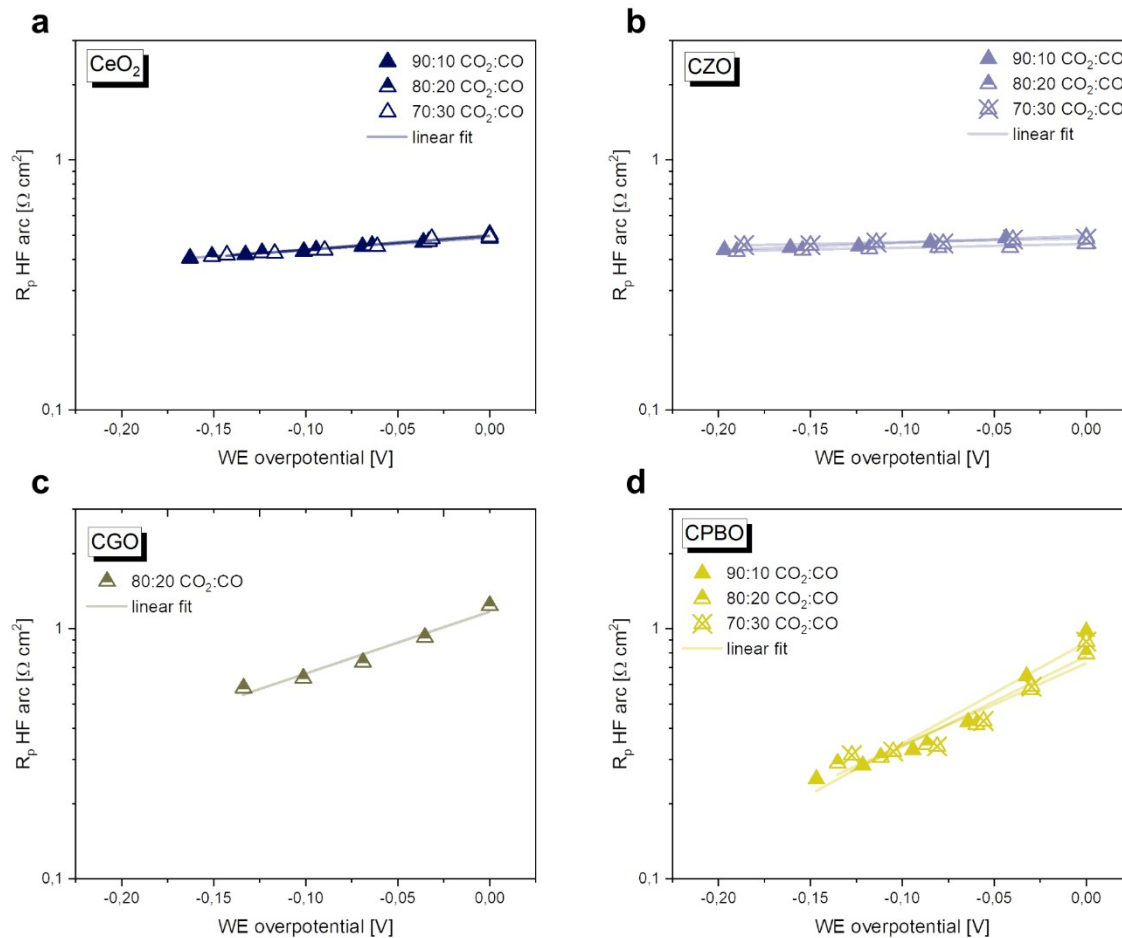 a
CeO₂
90:10 CO₂:CO
80:20 CO₂:CO
70:30 CO₂:CO
linear fit
1
0,1
Rₚ HF arc [Ω cm²]
-0,20 -0,15 -0,10 -0,05 0,00
WE overpotential [V]
b
CZO
90:10 CO₂:CO
80:20 CO₂:CO
70:30 CO₂:CO
linear fit
1
0,1
Rₚ HF arc [Ω cm²]
-0,20 -0,15 -0,10 -0,05 0,00
WE overpotential [V]
c
CGO
80:20 CO₂:CO
linear fit
1
0,1
Rₚ HF arc [Ω cm²]
-0,20 -0,15 -0,10 -0,05 0,00
WE overpotential [V]
d
CPBO
90:10 CO₂:CO
80:20 CO₂:CO
70:30 CO₂:CO
linear fit
1
0,1
Rₚ HF arc [Ω cm²]
-0,20 -0,15 -0,10 -0,05 0,00
WE overpotential [V]